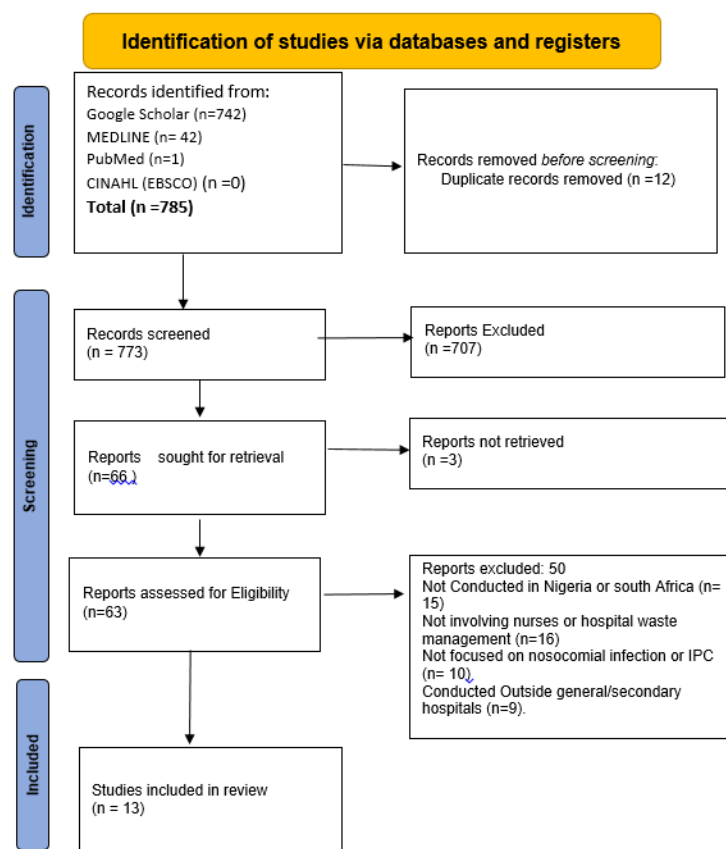 Identification of studies via databases and registers
Identification
Records identified from:
Google Scholar (n=742)
MEDLINE (n= 42)
PubMed (n=1)
CINAHL (EBSCO) (n =0)
Total (n =785)
Records removed before screening:
Duplicate records removed (n =12)
Screening
Records screened
(n = 773)
Reports Excluded
(n =707)
Reports sought for retrieval
(n=66 )
Reports not retrieved
(n =3)
Reports assessed for Eligibility
(n=63)
Reports excluded: 50
Not Conducted in Nigeria or south Africa (n=
15)
Not involving nurses or hospital waste
management (n=16)
Not focused on nosocomial infection or IPC
(n= 10),
Conducted Outside general/secondary
hospitals (n=9).
Included
Studies included in review
(n = 13)